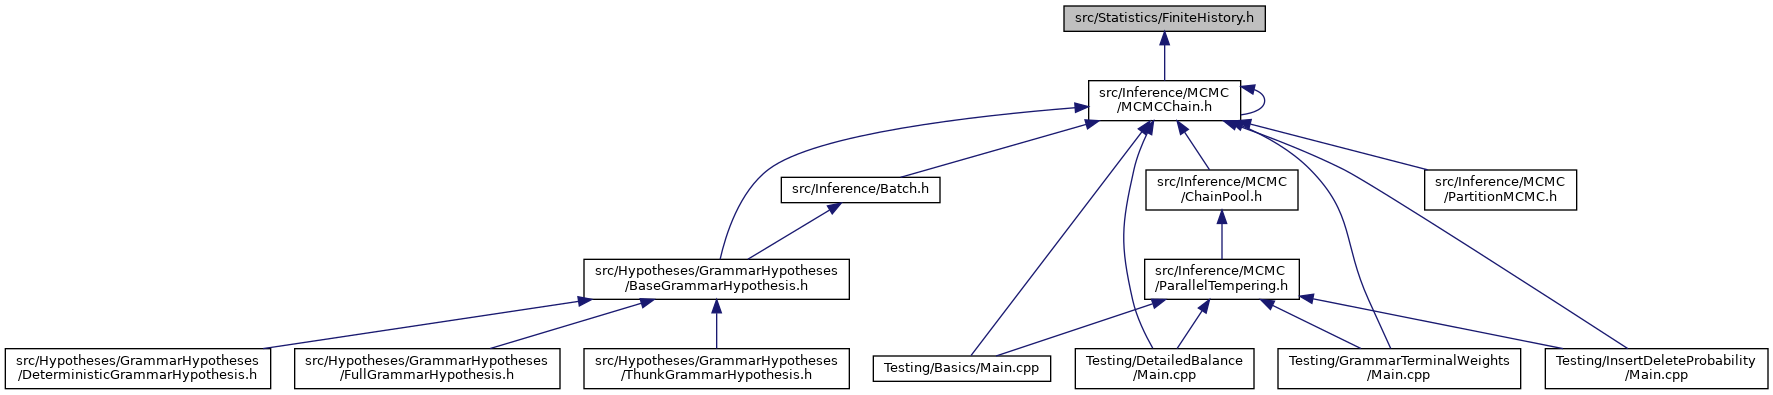 src/Statistics/FiniteHistory.h
src/Inference/MCMC
/MCMCChain.h
src/Inference/Batch.h
src/Inference/MCMC
/ChainPool.h
src/Inference/MCMC
/PartitionMCMC.h
src/Hypotheses/GrammarHypotheses
/BaseGrammarHypothesis.h
src/Inference/MCMC
/ParallelTempering.h
src/Hypotheses/GrammarHypotheses
/DeterministicGrammarHypothesis.h
src/Hypotheses/GrammarHypotheses
/FullGrammarHypothesis.h
src/Hypotheses/GrammarHypotheses
/ThunkGrammarHypothesis.h
Testing/Basics/Main.cpp
Testing/DetailedBalance
/Main.cpp
Testing/GrammarTerminalWeights
/Main.cpp
Testing/InsertDeleteProbability
/Main.cpp